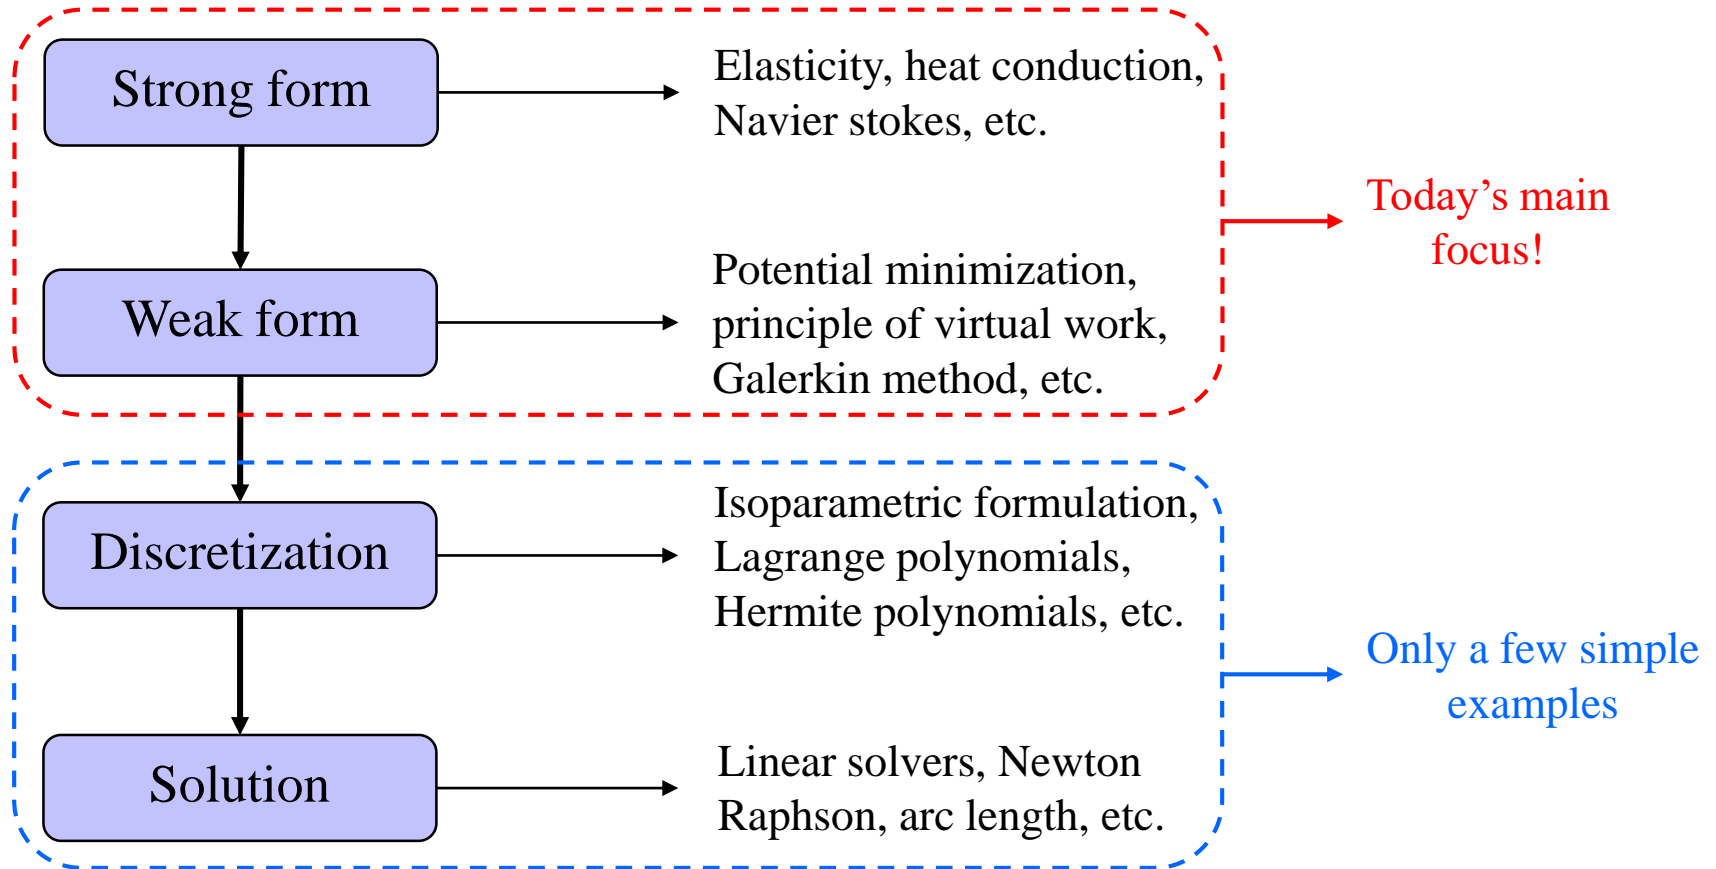 Strong form
Elasticity, heat conduction,
Navier stokes, etc.
Today’s main
focus!
Weak form
Potential minimization,
principle of virtual work,
Galerkin method, etc.
Discretization
Isoparametric formulation,
Lagrange polynomials,
Hermite polynomials, etc.
Only a few simple
examples
Solution
Linear solvers, Newton
Raphson, arc length, etc.